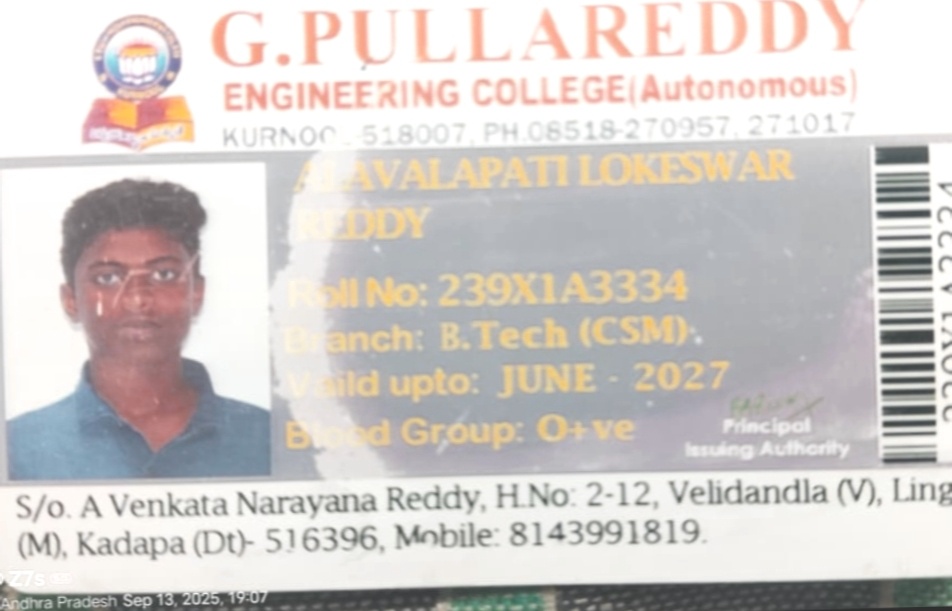 G.PULLAREDDY
ENGINEERING COLLEGE(Autonomous)
KURNOO -518007, PH.08518-270957, 271017
ALAVALAPATI LOKESWAR
REDDY
Roll No: 239X1A3334
Branch: B.Tech (CSM).
Vaild upto: JUNE - 2027
Blood Group: O+ve
Principal
Issuing Authority
S/o. A Venkata Narayana Reddy, H.No: 2-12, Velidandla (V), Ling
(M), Kadapa (Dt)- 516396, Mobile: 8143991819.
Z7s
Andhra Pradesh Sep 13, 2025, 19:07